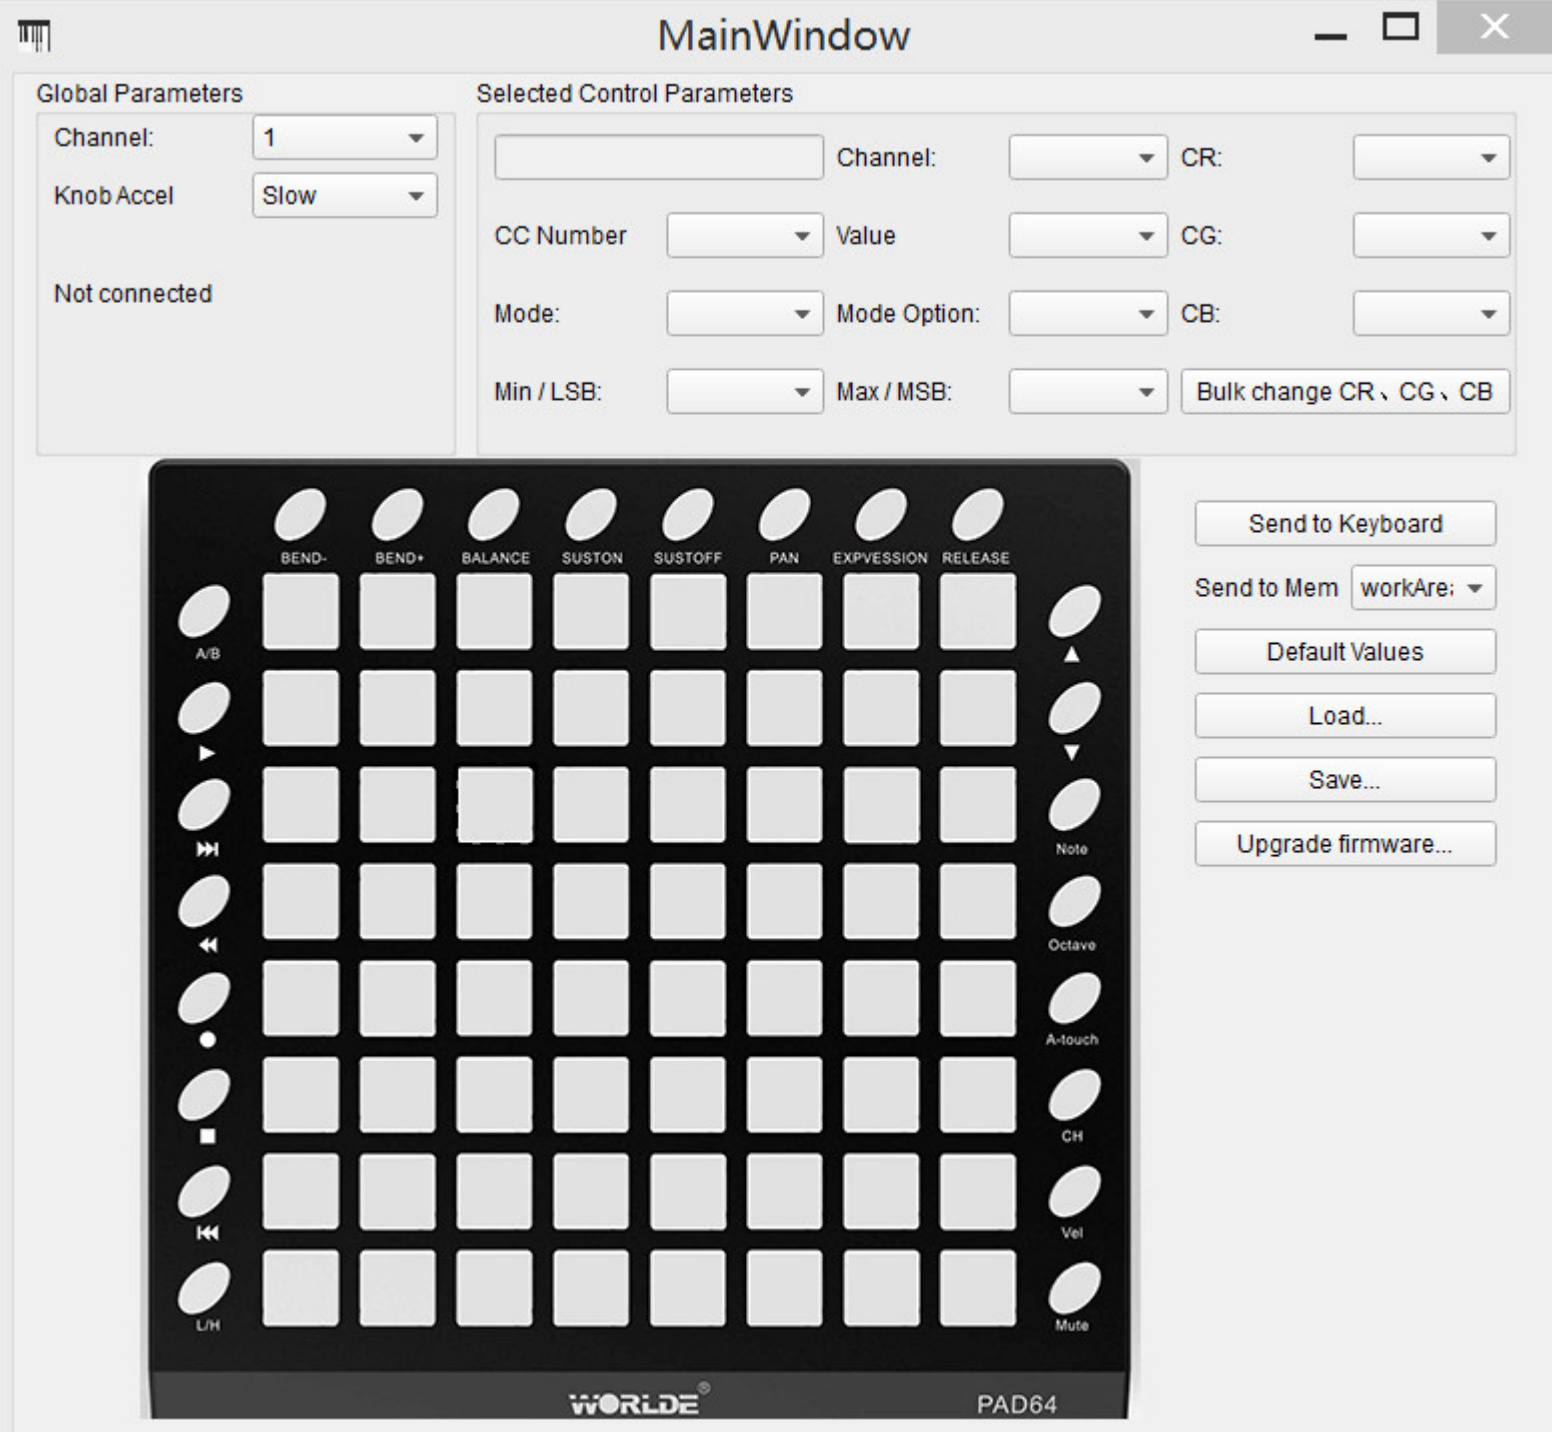 MainWindow
Global Parameters
Channel: 1
Knob Accel Slow
Not connected
Selected Control Parameters
Channel: CR:
CC Number Value CG:
Mode: Mode Option: CB:
Min / LSB: Max / MSB: Bulk change CR、CG、CB
BEND- BEND+ BALANCE SUSTON SUSTOFF PAN EXPVESSION RELEASE
A/B
Note
Octave
A-touch
CH
Vel
L/H Mute
WORLDE® PAD64
Send to Keyboard
Send to Mem workAre
Default Values
Load...
Save...
Upgrade firmware...